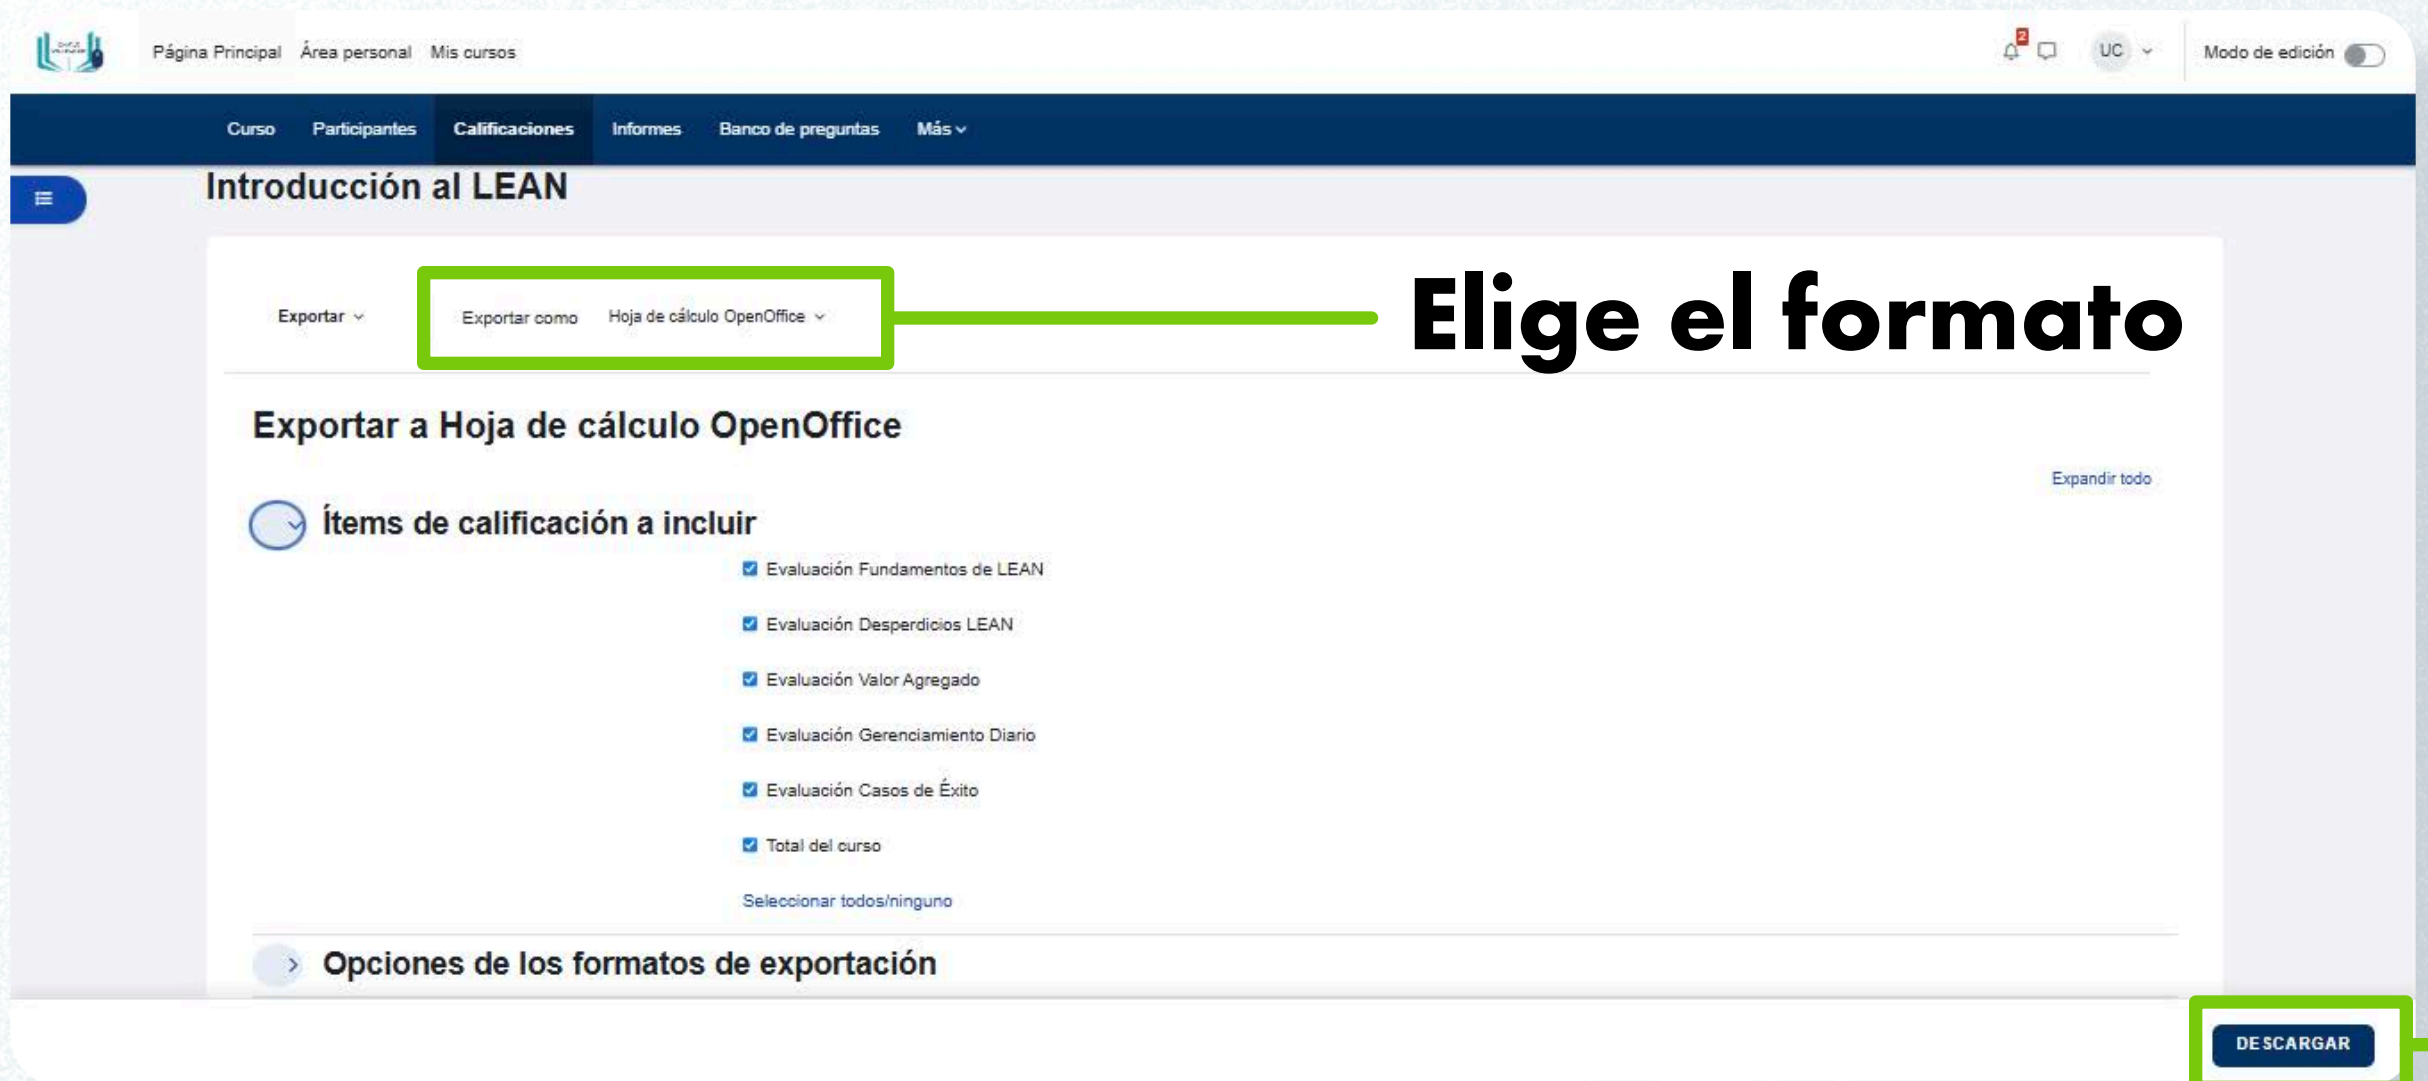 Página Principal Área personal Mis cursos
2
UC
Modo de edición
Curso Participantes Calificaciones Informes Banco de preguntas Más
Introducción al LEAN
Exportar Exportar como Hoja de cálculo OpenOffice
Elige el formato
Exportar a Hoja de cálculo OpenOffice
Expandir todo
Ítems de calificación a incluir
Evaluación Fundamentos de LEAN
Evaluación Desperdicios LEAN
Evaluación Valor Agregado
Evaluación Gerenciamiento Diario
Evaluación Casos de Éxito
Total del curso
Seleccionar todos/ninguno
Opciones de los formatos de exportación
DESCARGAR